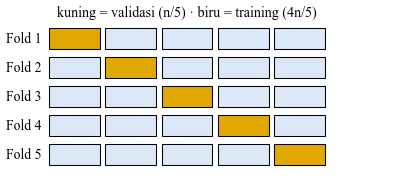 kuning = validasi (n/5) · biru = training (4n/5)
Fold 1
Fold 2
Fold 3
Fold 4
Fold 5